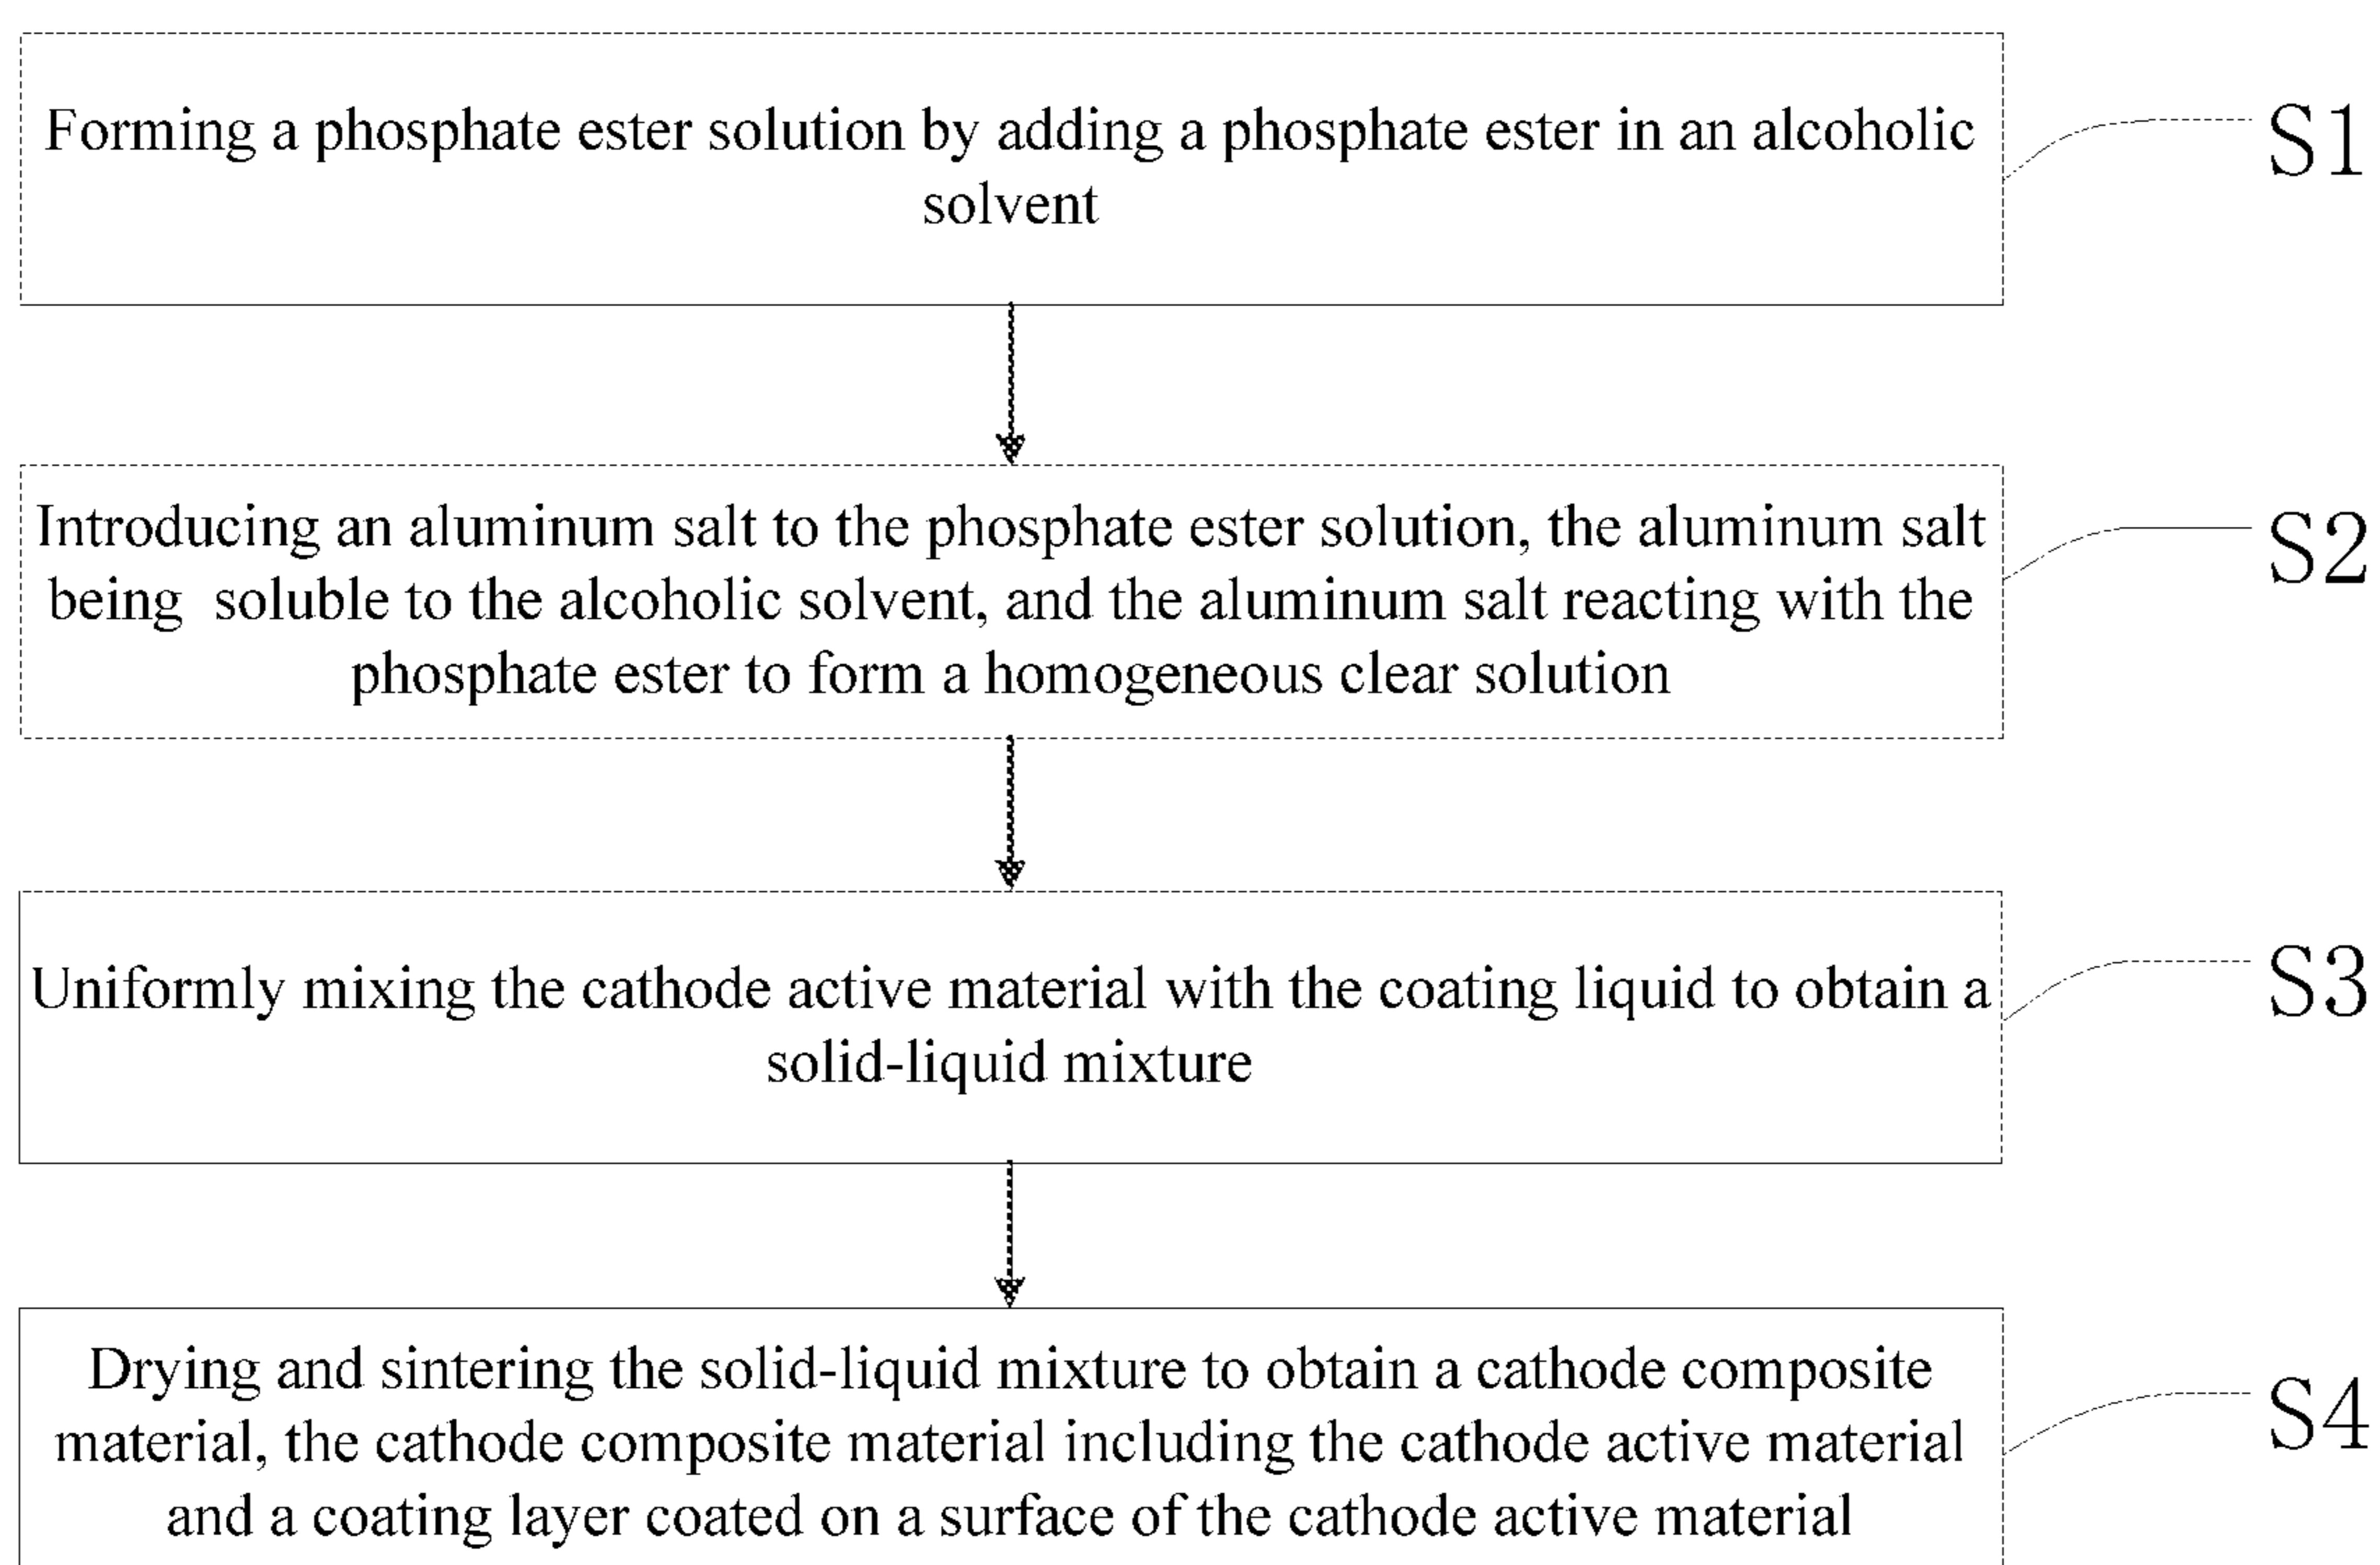 Forming a phosphate ester solution by adding a phosphate ester in an alcoholic
solvent
S1
Introducing an aluminum salt to the phosphate ester solution, the aluminum salt
being  soluble to the alcoholic solvent, and the aluminum salt reacting with the
phosphate ester to form a homogeneous clear solution
S2
Uniformly mixing the cathode active material with the coating liquid to obtain a
solid-liquid mixture
S3
Drying and sintering the solid-liquid mixture to obtain a cathode composite
material, the cathode composite material including the cathode active material
and a coating layer coated on a surface of the cathode active material
S4